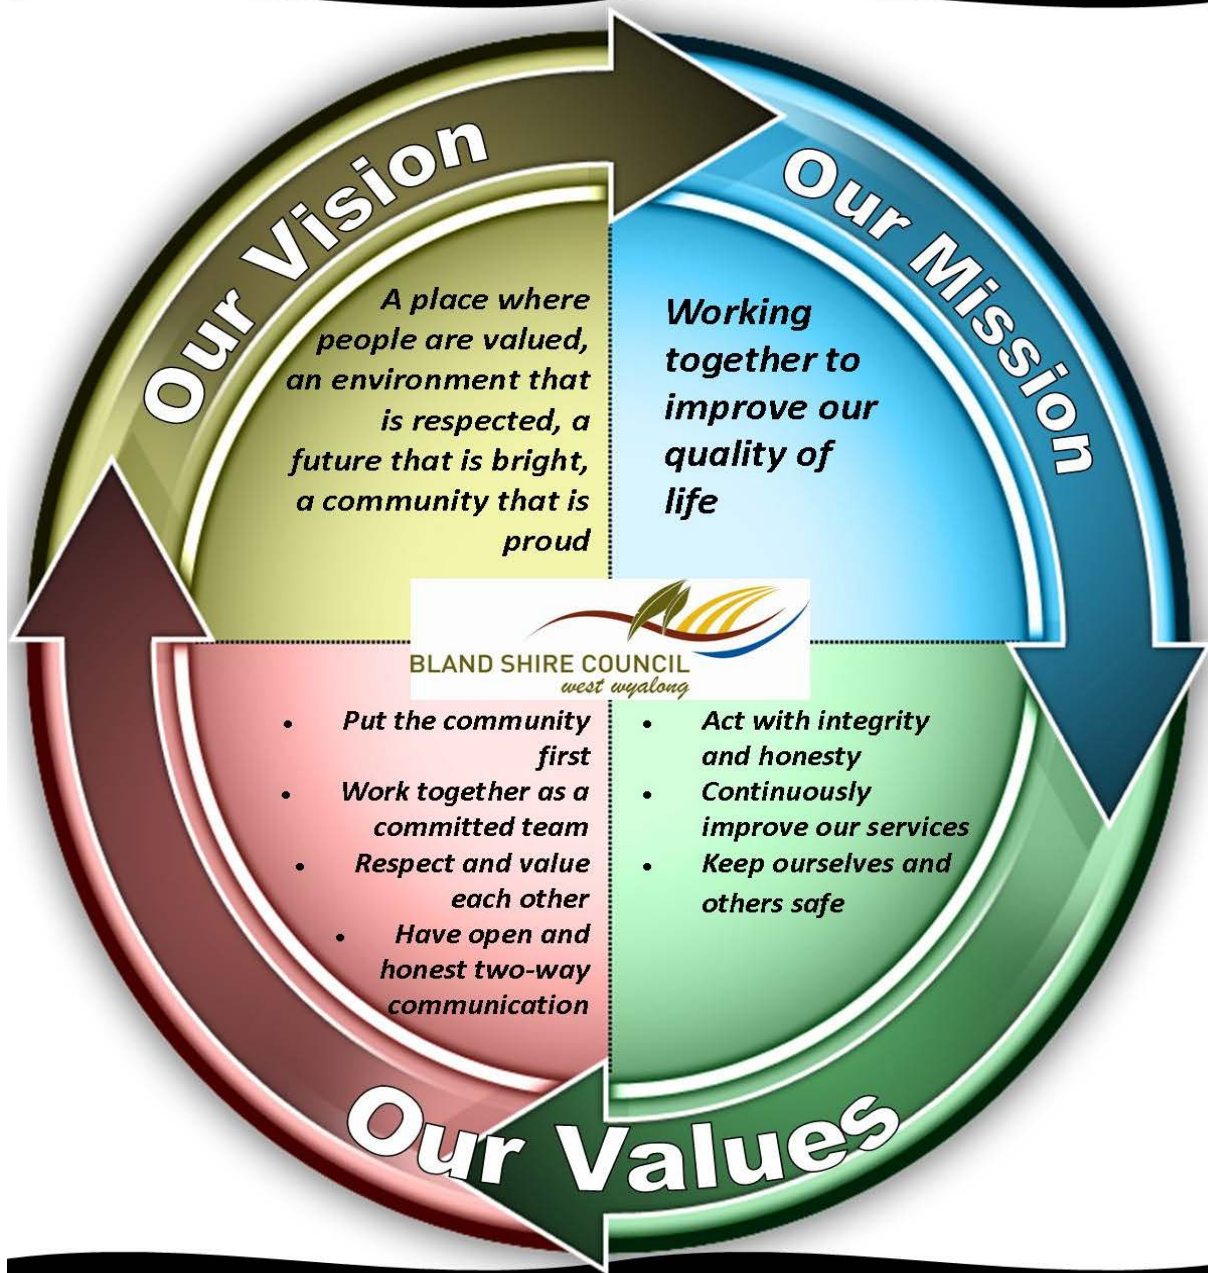 Our Vision
A place where
people are valued,
an environment that
is respected, a
future that is bright,
a community that is
proud
Our Mission
Working
together to
improve our
quality of
life
BLAND SHIRE COUNCIL
west wyalong
• Put the community
first
• Work together as a
committed team
• Respect and value
each other
• Have open and
honest two-way
communication
• Act with integrity
and honesty
• Continuously
improve our services
• Keep ourselves and
others safe
Our Values